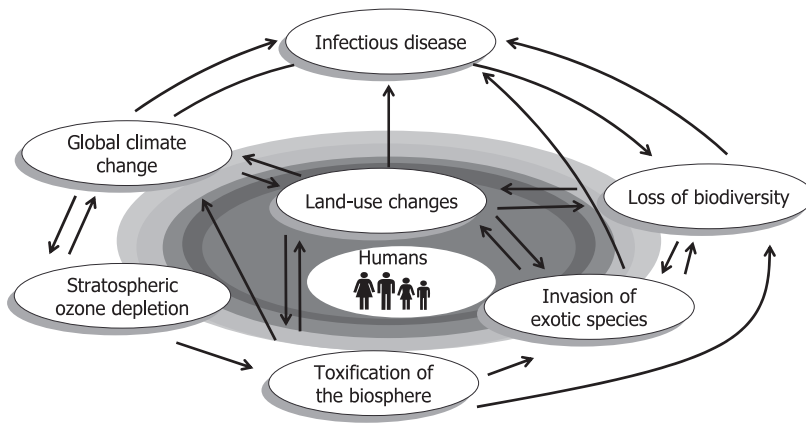 Infectious disease
Global climate
change
Land-use changes
Loss of biodiversity
Humans
Stratospheric
ozone depletion
Invasion of
exotic species
Toxification of
the biosphere